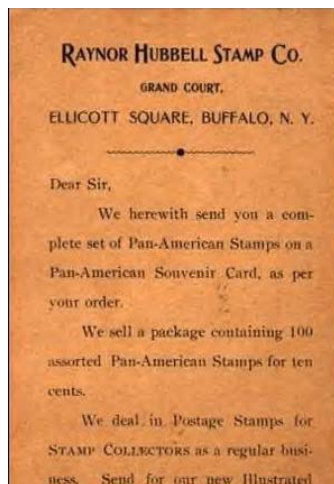 RAYNOR HUBBELL STAMP CO.
GRAND COURT,
ELLICOTT SQUARE, BUFFALO, N. Y.
Dear Sir,
We herewith send you a com-
plete set of Pan-American Stamps on a
Pan-American Souvenir Card, as per
your order.
We sell a package containing 100
assorted Pan-American Stamps for ten
cents.
We deal in Postage Stamps for
STAMP COLLECTORS as a regular busi-
ness. Send for our new Illustrated